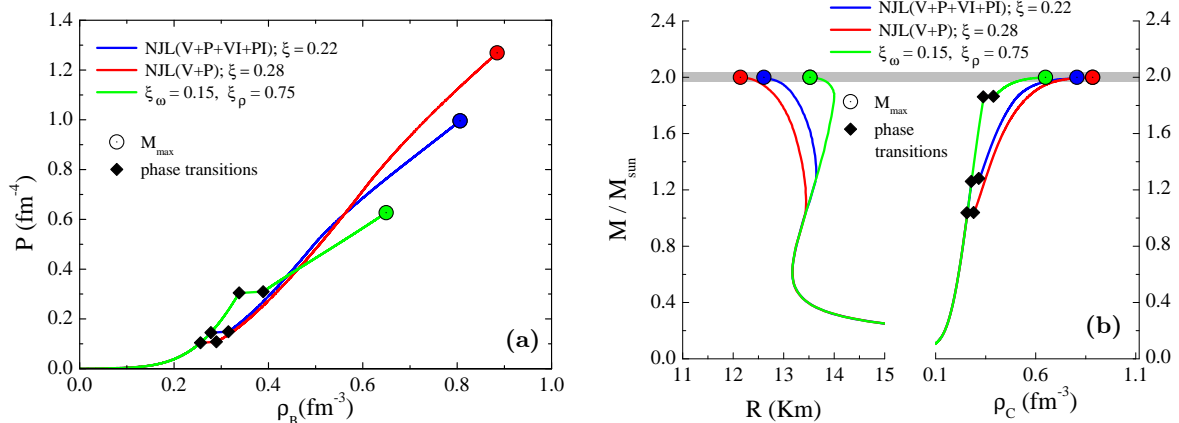 NJL(V+P+VI+PI); ξ = 0.22
NJL(V+P); ξ = 0.28
ξω = 0.15, ξρ = 0.75
M_max
phase transitions
P (fm⁻⁴)
1.4
1.2
1.0
0.8
0.6
0.4
0.2
0.0
0.0 0.2 0.4 0.6 0.8 1.0
ρ_B(fm⁻³)
(a)
NJL(V+P+VI+PI); ξ = 0.22
NJL(V+P); ξ = 0.28
ξω = 0.15, ξρ = 0.75
M_max
phase
transitions
M / M_sun
2.4
2.0
1.6
1.2
0.8
0.4
0.0
11 12 13 14 15
R (Km)
0.1 0.6 1.1
ρ_C (fm⁻³)
2.4
2.0
1.6
1.2
0.8
0.4
0.0
(b)